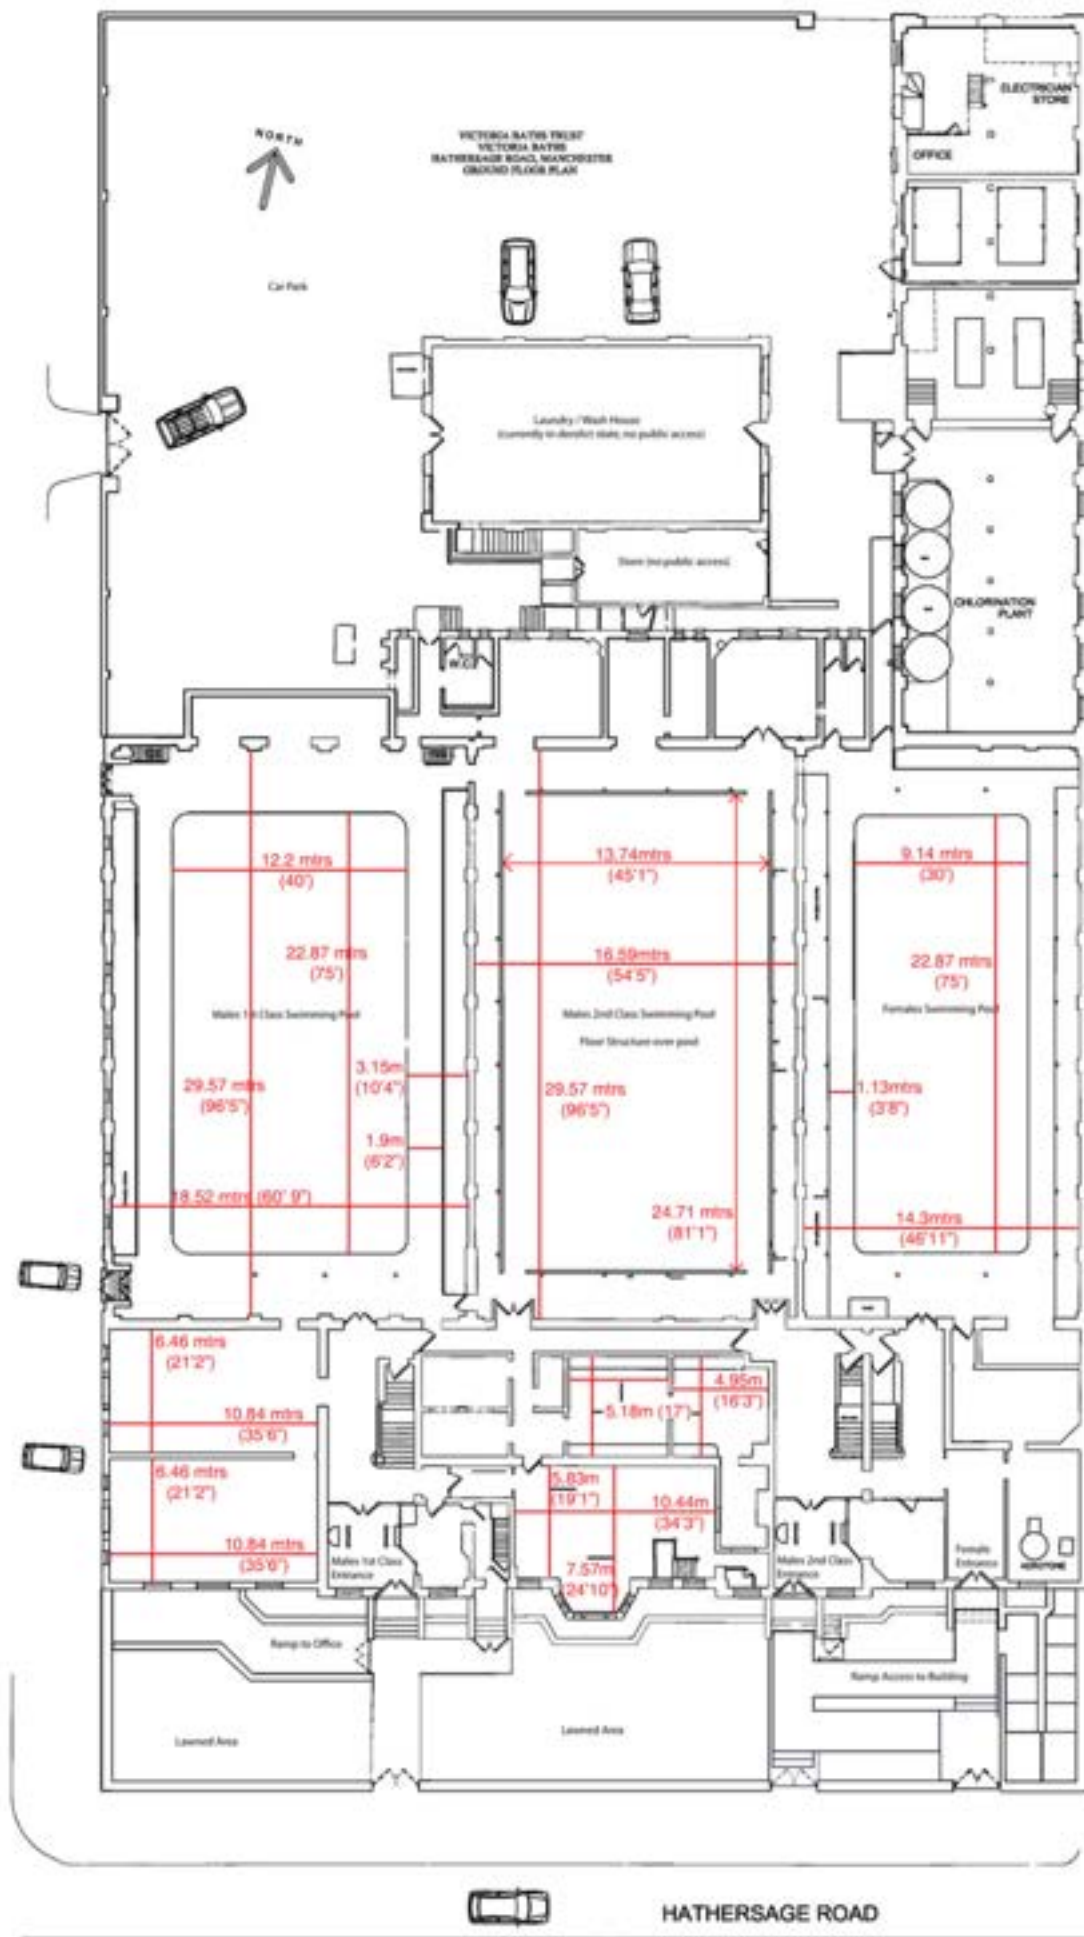 ELECTRICIAN
STORE
NORTH
VICTORIA BATHS TRUST
VICTORIA BATHS
HATHERSAGE ROAD, MANCHESTER
GROUND FLOOR PLAN
OFFICE
Car Park
Laundry / Wash House
(currently in derelict state, no public access)
Store (no public access)
CHLORINATION
PLANT
W.C.
12.2 mtrs
(40')
13.74mtrs
(45'1")
9.14 mtrs
(30')
22.87 mtrs
(75')
16.59mtrs
(54'5")
22.87 mtrs
(75')
Males 1st Class Swimming Pool
Males 2nd Class Swimming Pool
Floor Structure over pool
Females Swimming Pool
3.15m
(10'4")
29.57 mtrs
(96'5")
29.57 mtrs
(96'5")
1.13mtrs
(3'8")
1.9m
(6'2")
18.52 mtrs (60' 9")
24.71 mtrs
(81'1")
14.3mtrs
(46'11")
6.46 mtrs
(21'2")
4.95m
(16'3")
5.18m (17')
10.84 mtrs
(35'6")
6.46 mtrs
(21'2")
5.83m
(19'1")
10.44m
(34'3")
10.84 mtrs
(35'6")
7.57m
(24'10")
Males 1st Class
Entrance
Males 2nd Class
Entrance
Female
Entrance
AEROTONE
Ramp to Office
Ramp Access to Building
Lawned Area
Lawned Area
HATHERSAGE ROAD